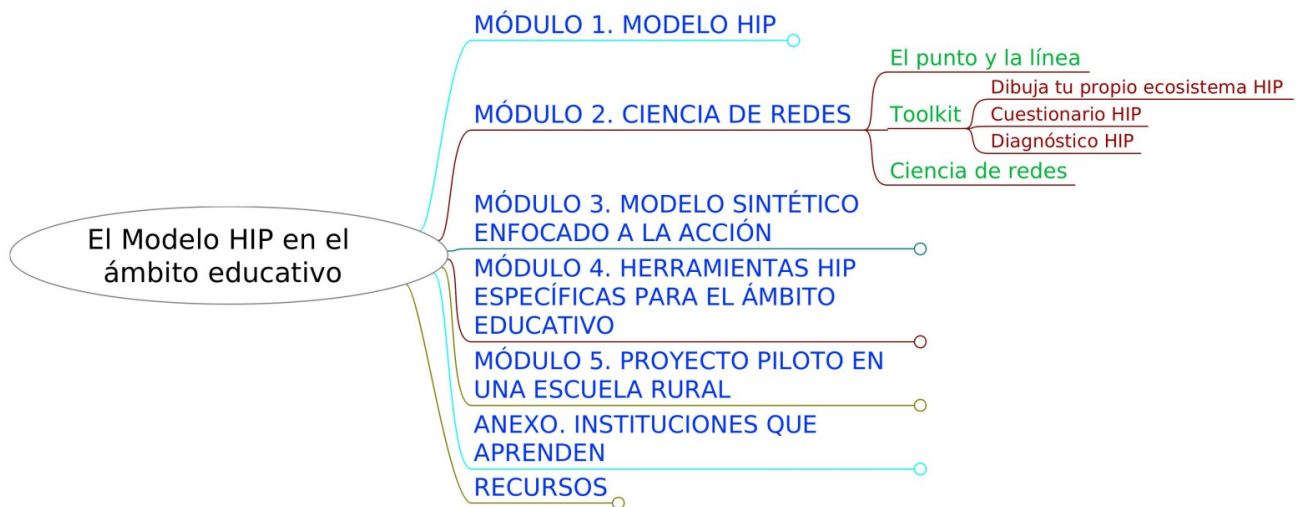 El Modelo HIP en el
ámbito educativo
MÓDULO 1. MODELO HIP
MÓDULO 2. CIENCIA DE REDES
El punto y la línea
Toolkit
Dibuja tu propio ecosistema HIP
Cuestionario HIP
Diagnóstico HIP
Ciencia de redes
MÓDULO 3. MODELO SINTÉTICO
ENFOCADO A LA ACCIÓN
MÓDULO 4. HERRAMIENTAS HIP
ESPECÍFICAS PARA EL ÁMBITO
EDUCATIVO
MÓDULO 5. PROYECTO PILOTO EN
UNA ESCUELA RURAL
ANEXO. INSTITUCIONES QUE
APRENDEN
RECURSOS